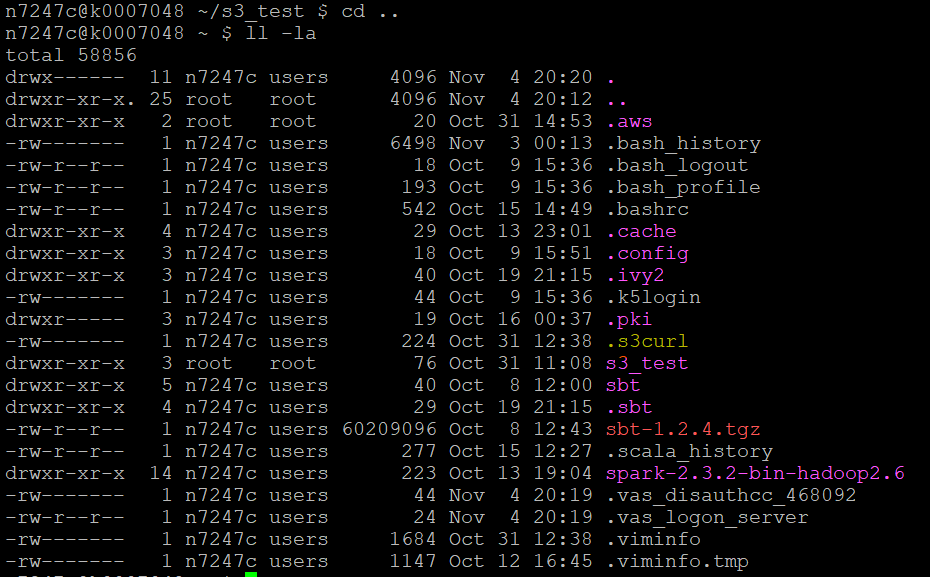 n7247c@k0007048 ~/s3_test $ cd ..
n7247c@k0007048 ~ $ ll -la
total 58856
drwx------  11 n7247c users     4096 Nov  4 20:20 .
drwxr-xr-x. 25 root   root      4096 Nov  4 20:12 ..
drwxr-xr-x   2 root   root        20 Oct 31 14:53 .aws
-rw-------   1 n7247c users     6498 Nov  3 00:13 .bash_history
-rw-r--r--   1 n7247c users       18 Oct  9 15:36 .bash_logout
-rw-r--r--   1 n7247c users      193 Oct  9 15:36 .bash_profile
-rw-r--r--   1 n7247c users      542 Oct 15 14:49 .bashrc
drwxr-xr-x   4 n7247c users       29 Oct 13 23:01 .cache
drwxr-xr-x   3 n7247c users       18 Oct  9 15:51 .config
drwxr-xr-x   3 n7247c users       40 Oct 19 21:15 .ivy2
-rw-------   1 n7247c users       44 Oct  9 15:36 .k5login
drwxr-----   3 n7247c users       19 Oct 16 00:37 .pki
-rw-------   1 n7247c users      224 Oct 31 12:38 .s3curl
drwxr-xr-x   3 root   root        76 Oct 31 11:08 s3_test
drwxr-xr-x   5 n7247c users       40 Oct  8 12:00 sbt
drwxr-xr-x   4 n7247c users       29 Oct 19 21:15 .sbt
-rw-r--r--   1 n7247c users 60209096 Oct  8 12:43 sbt-1.2.4.tgz
-rw-r--r--   1 n7247c users      277 Oct 15 12:27 .scala_history
drwxrwxr-x  14 n7247c users      223 Oct 13 19:04 spark-2.3.2-bin-hadoop2.6
-rw-------   1 n7247c users       44 Nov  4 20:19 .vas_disauthcc_468092
-rw-r--r--   1 n7247c users       24 Nov  4 20:19 .vas_logon_server
-rw-------   1 n7247c users     1684 Oct 31 12:38 .viminfo
-rw-------   1 n7247c users     1147 Oct 12 16:45 .viminfo.tmp